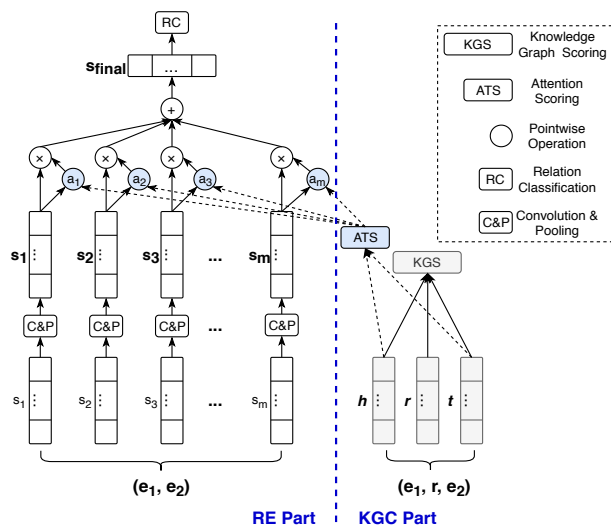 RC
s_final
...
+
× × × ×
a_1 a_2 a_3 a_m
s_1 s_2 s_3 ... s_m
C&P C&P C&P ... C&P
s_1 s_2 s_3 ... s_m
(e_1, e_2)
RE Part
ATS
KGS
h r t
(e_1, r, e_2)
KGC Part
KGS Knowledge
Graph Scoring
ATS Attention
Scoring
Pointwise
Operation
RC Relation
Classification
C&P Convolution &
Pooling